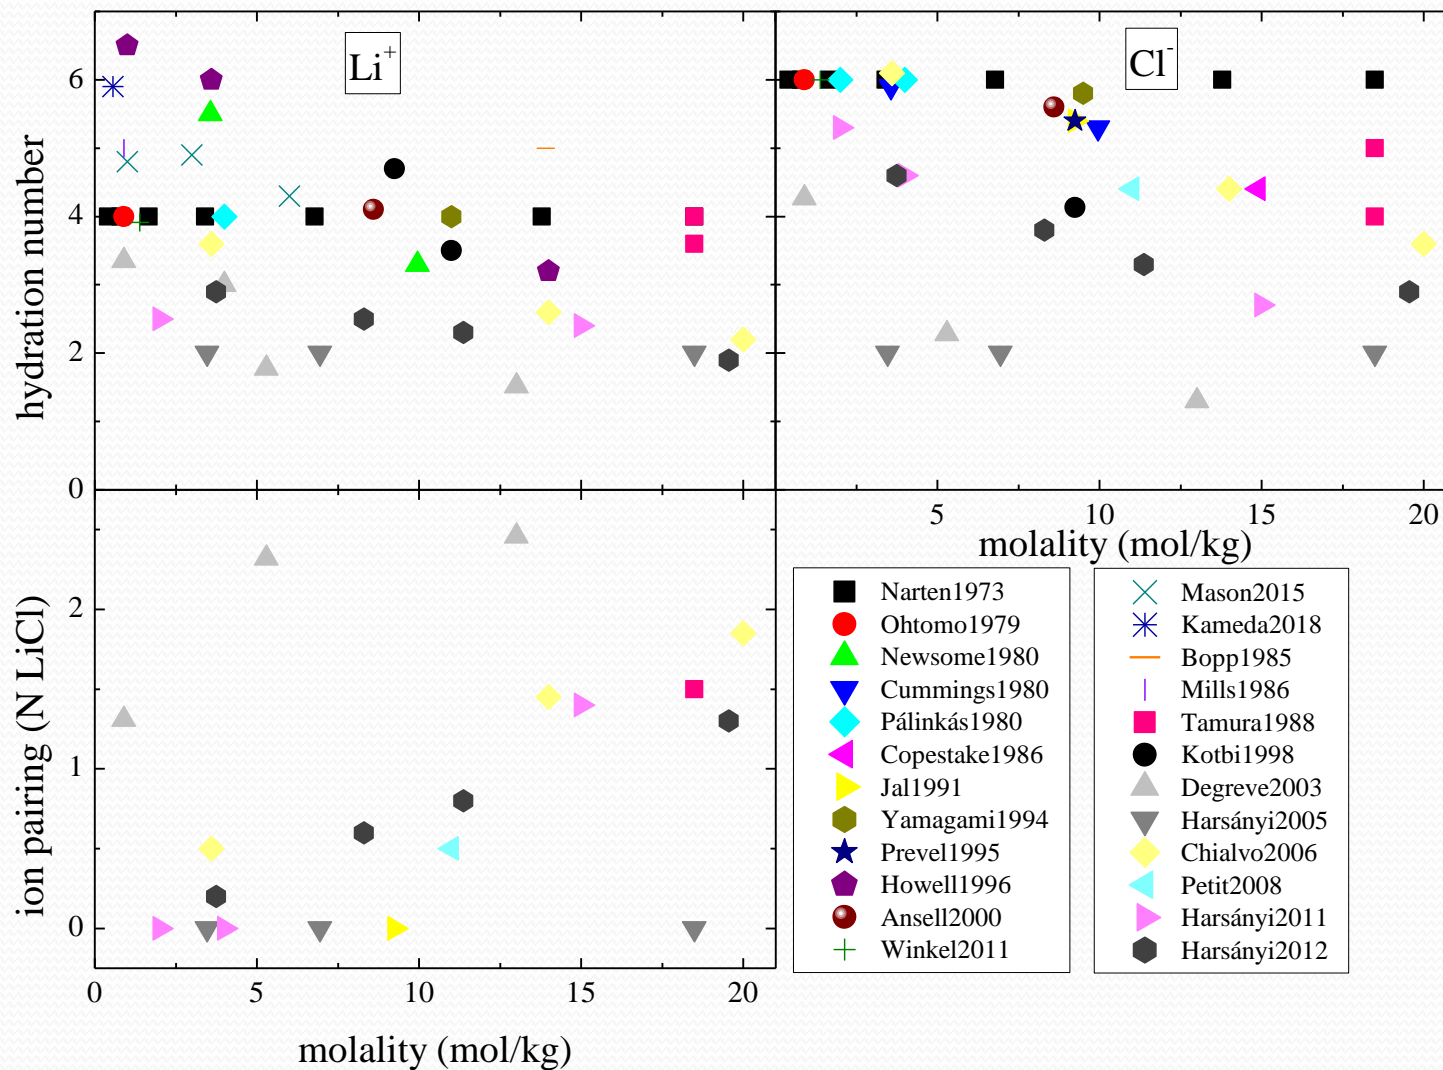 Li+
Cl-
hydration number
6
4
2
0
5
10
15
20
molality (mol/kg)
ion pairing (N LiCl)
2
1
0
0
5
10
15
20
molality (mol/kg)
Narten1973
Ohtomo1979
Newsome1980
Cummings1980
Pálinkás1980
Copestake1986
Jal1991
Yamagami1994
Prevel1995
Howell1996
Ansell2000
Winkel2011
Mason2015
Kameda2018
Bopp1985
Mills1986
Tamura1988
Kotbi1998
Degreve2003
Harsányi2005
Chialvo2006
Petit2008
Harsányi2011
Harsányi2012